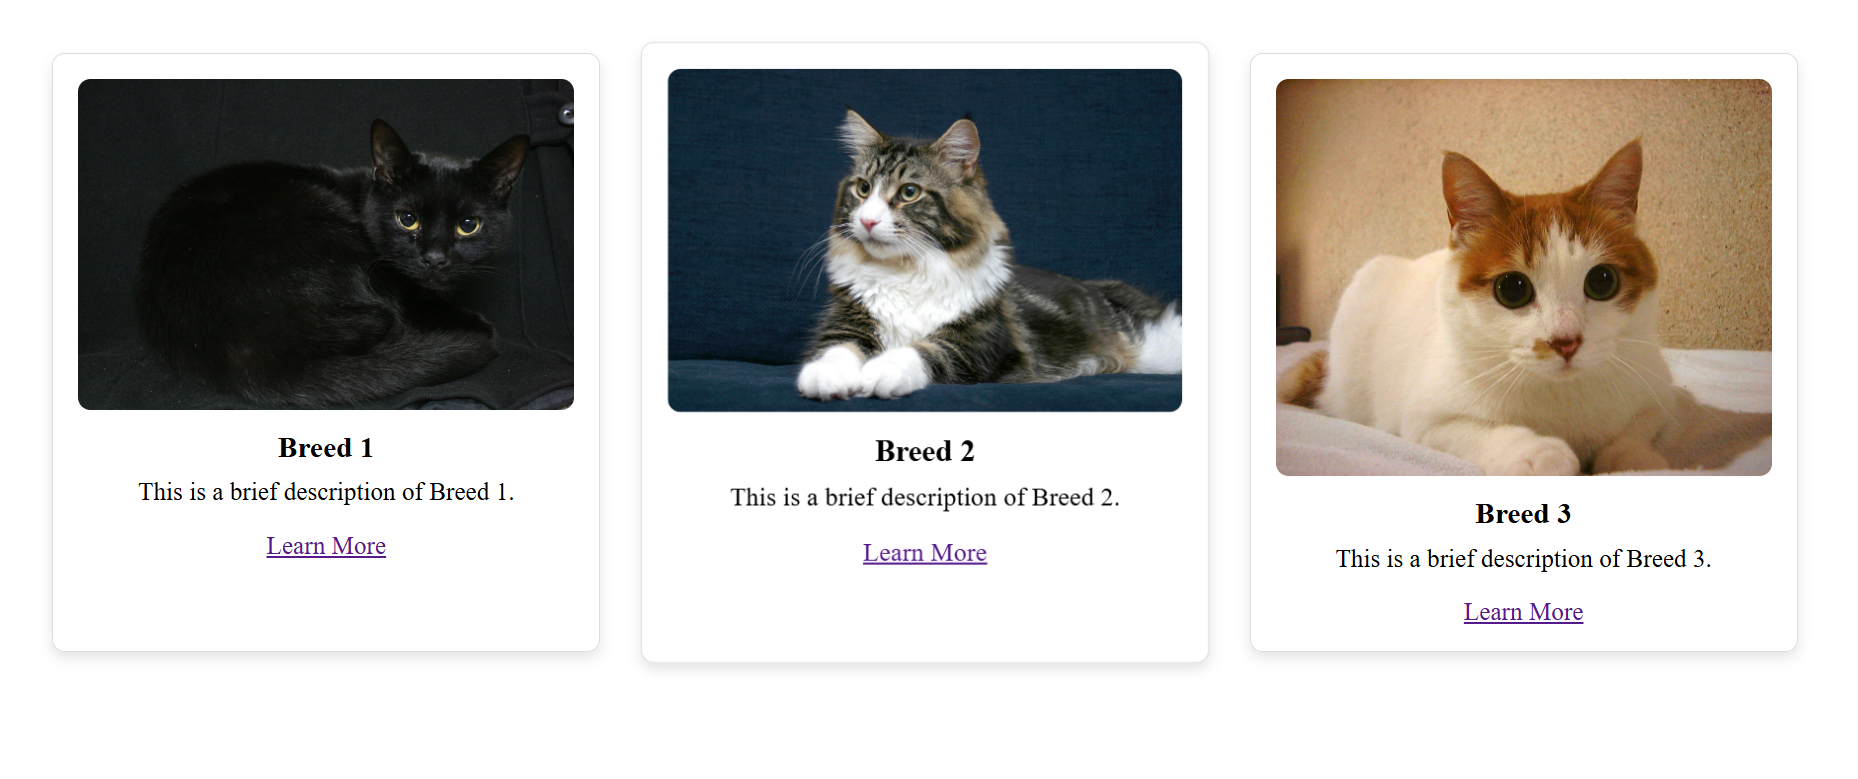 Breed 1
This is a brief description of Breed 1.
Learn More
Breed 2
This is a brief description of Breed 2.
Learn More
Breed 3
This is a brief description of Breed 3.
Learn More